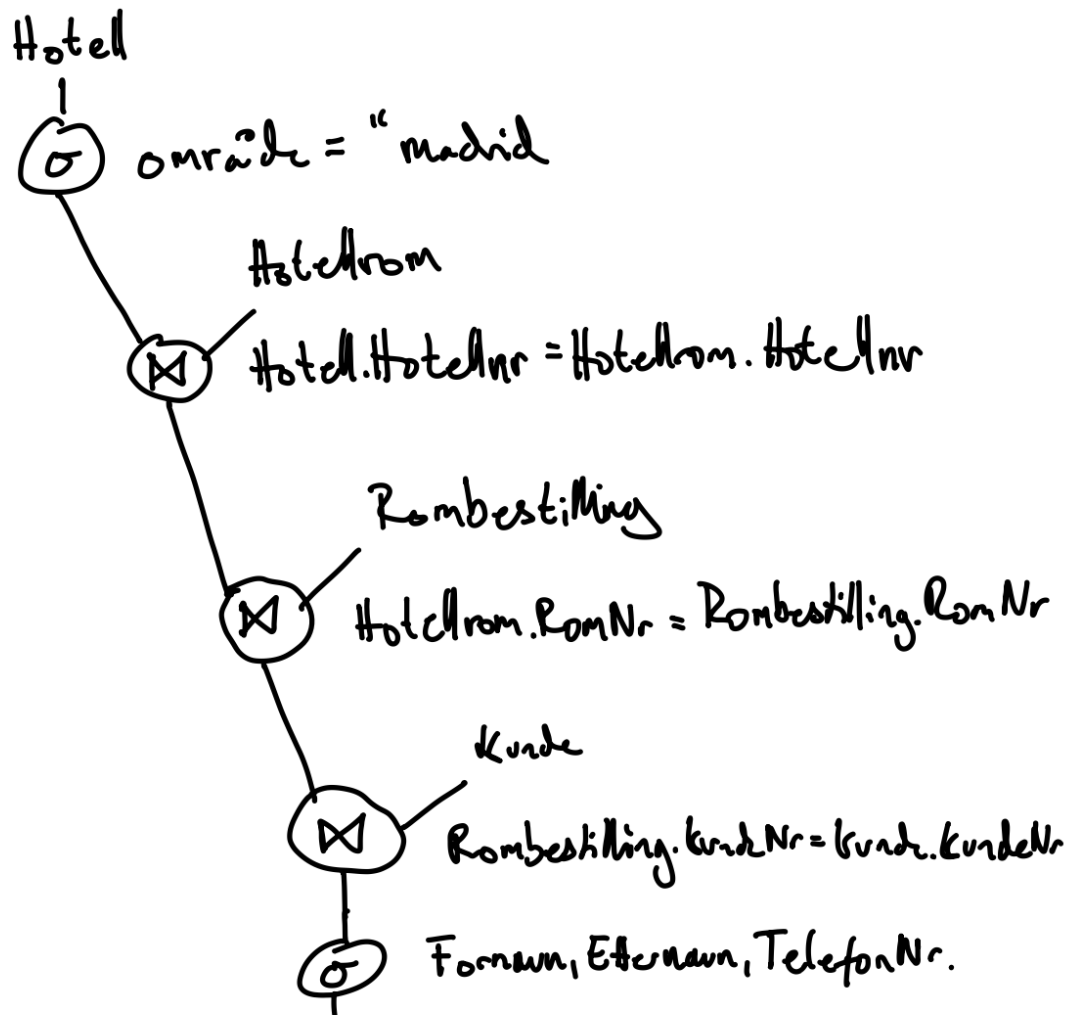 Hotell
σ område = "madrid
Hotellrom
⋈ Hotell.Hotellnr = Hotellrom.Hotellnr
Rombestilling
⋈ Hotellrom.RomNr = Rombestilling.RomNr
Kunde
⋈ Rombestilling.KundeNr = Kunde.KundeNr
σ Fornavn, Etternavn, TelefonNr.